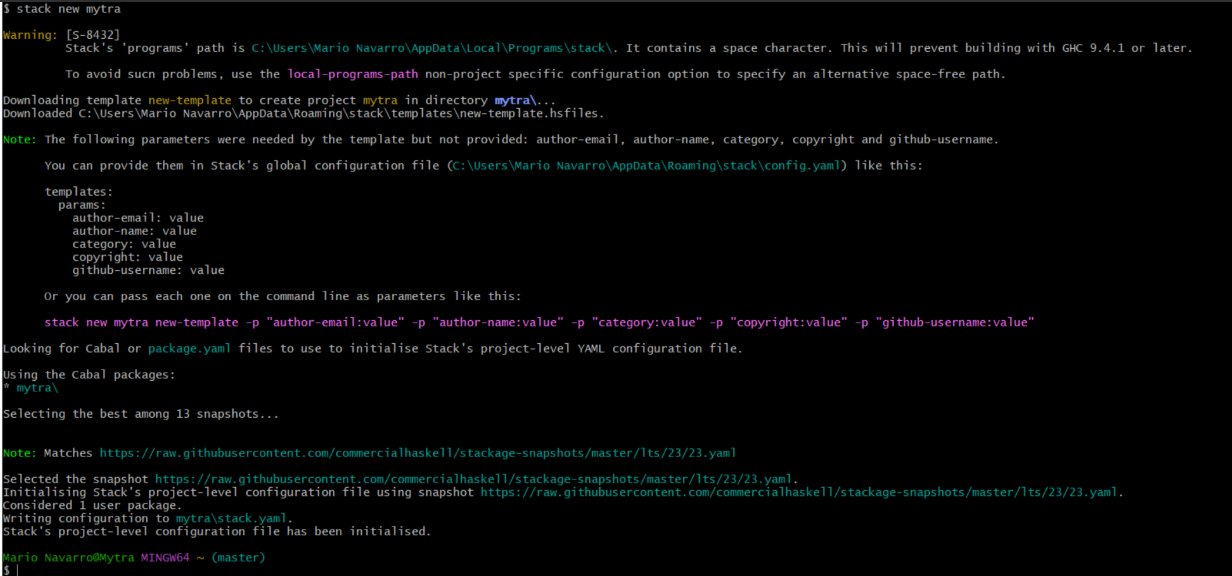 $ stack new mytra
Warning: [S-8432]
Stack's 'programs' path is C:\Users\Mario Navarro\AppData\Local\Programs\stack\. It contains a space character. This will prevent building with GHC 9.4.1 or later.
To avoid sucn problems, use the local-programs-path non-project specific configuration option to specify an alternative space-free path.
Downloading template new-template to create project mytra in directory mytra\...
Downloaded C:\Users\Mario Navarro\AppData\Roaming\stack\templates\new-template.hsfiles.
Note: The following parameters were needed by the template but not provided: author-email, author-name, category, copyright and github-username.
You can provide them in Stack's global configuration file (C:\Users\Mario Navarro\AppData\Roaming\stack\config.yaml) like this:
templates:
params:
author-email: value
author-name: value
category: value
copyright: value
github-username: value
Or you can pass each one on the command line as parameters like this:
stack new mytra new-template -p "author-email:value" -p "author-name:value" -p "category:value" -p "copyright:value" -p "github-username:value"
Looking for Cabal or package.yaml files to use to initialise Stack's project-level YAML configuration file.
Using the Cabal packages:
* mytra\
Selecting the best among 13 snapshots...
Note: Matches https://raw.githubusercontent.com/commercialhaskell/stackage-snapshots/master/lts/23/23.yaml
Selected the snapshot https://raw.githubusercontent.com/commercialhaskell/stackage-snapshots/master/lts/23/23.yaml.
Initialising Stack's project-level configuration file using snapshot https://raw.githubusercontent.com/commercialhaskell/stackage-snapshots/master/lts/23/23.yaml.
Considered 1 user package.
Writing configuration to mytra\stack.yaml.
Stack's project-level configuration file has been initialised.
Mario Navarro@Mytra MINGW64 ~ (master)
$